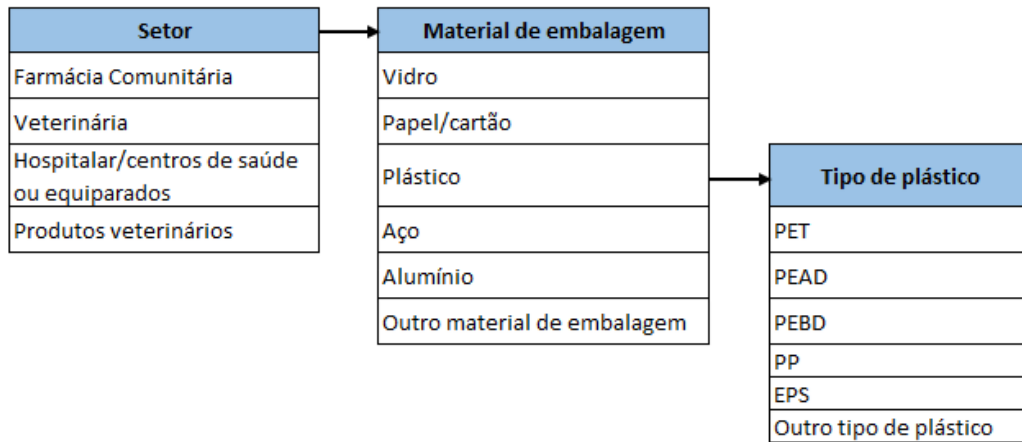 Setor
Farmácia Comunitária
Veterinária
Hospitalar/centros de saúde
ou equiparados
Produtos veterinários
Material de embalagem
Vidro
Papel/cartão
Plástico
Aço
Alumínio
Outro material de embalagem
Tipo de plástico
PET
PEAD
PEBD
PP
EPS
Outro tipo de plástico